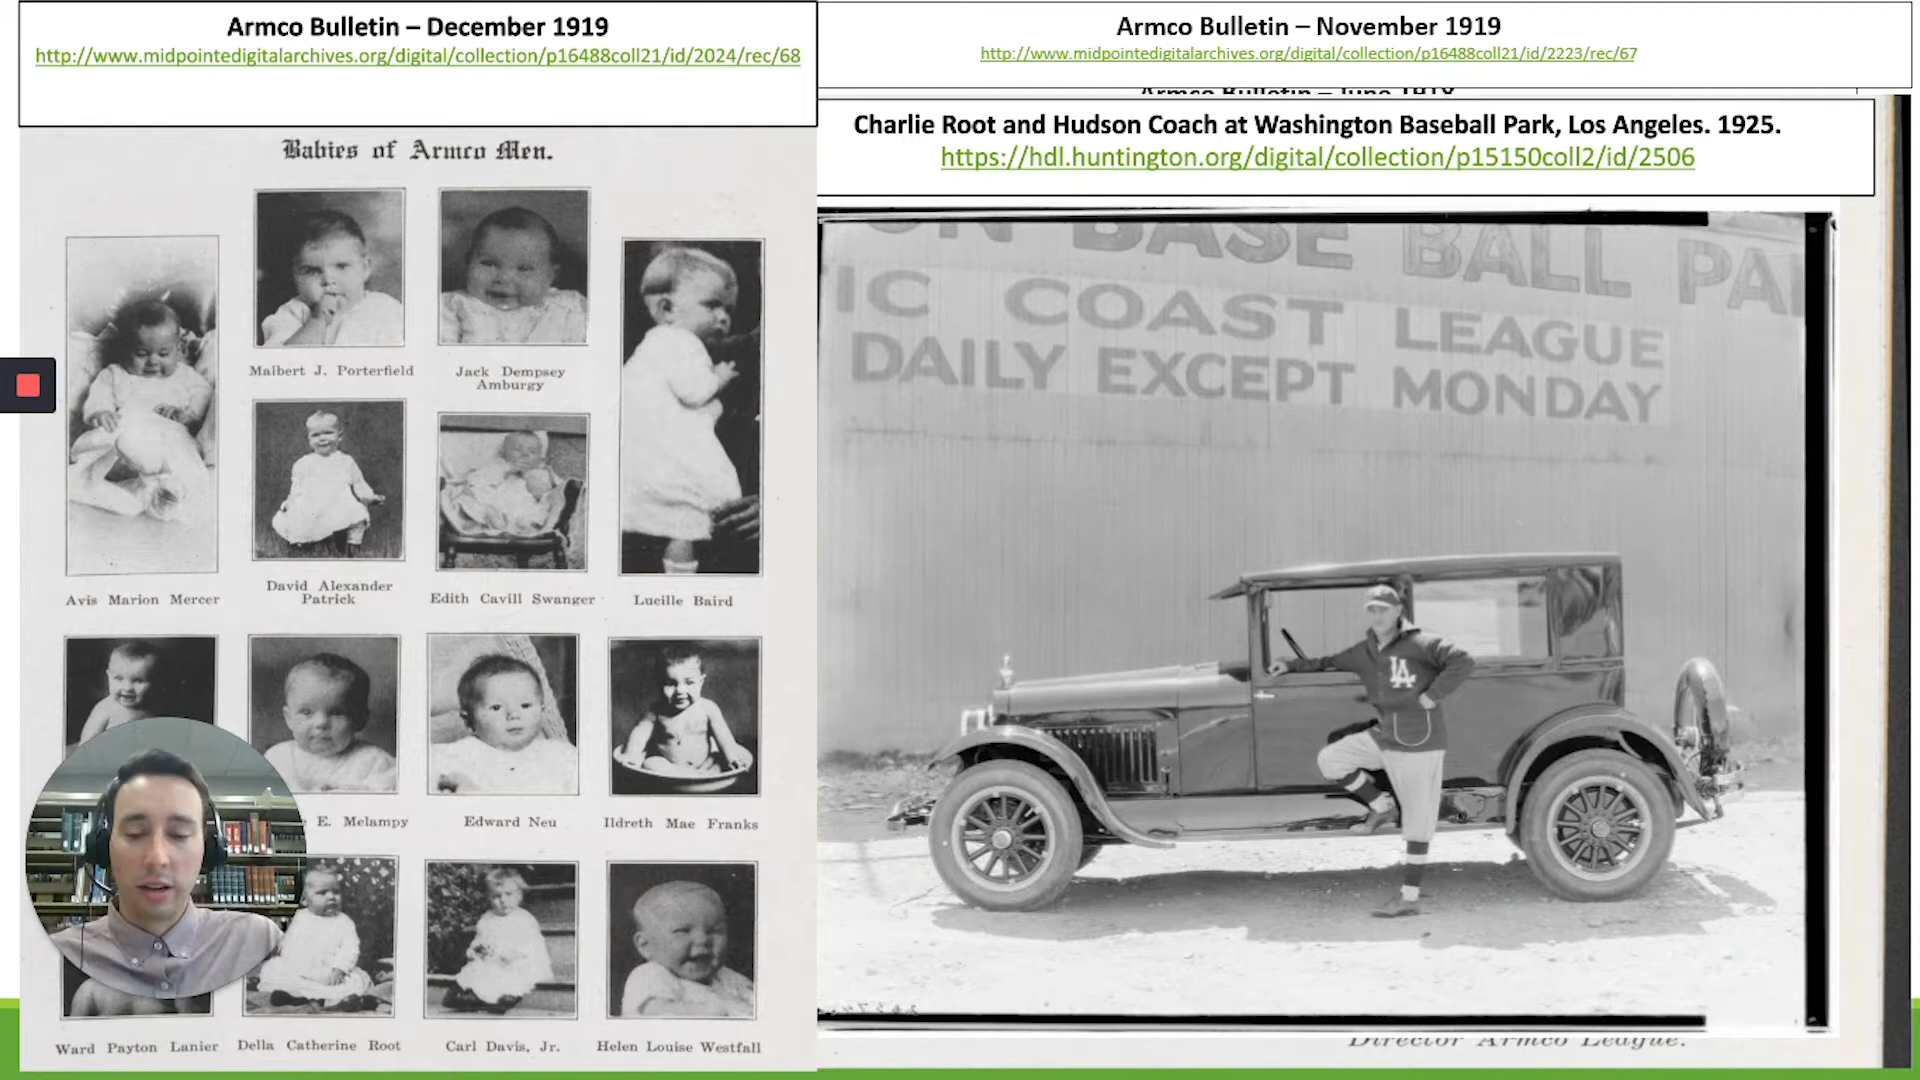 Armco Bulletin – December 1919
http://www.midpointedigitalarchives.org/digital/collection/p16488coll21/id/2024/rec/68
Babies of Armco Men.
Malbert J. Porterfield
Jack Dempsey
Amburgy
Avis Marion Mercer
David Alexander
Patrick
Edith Cavill Swanger
Lucille Baird
E. Melampy
Edward Neu
Ildreth Mae Franks
Ward Payton Lanier
Della Catherine Root
Carl Davis, Jr.
Helen Louise Westfall
Armco Bulletin – November 1919
http://www.midpointedigitalarchives.org/digital/collection/p16488coll21/id/2223/rec/67
Armco Bulletin – June 1918
Charlie Root and Hudson Coach at Washington Baseball Park, Los Angeles. 1925.
https://hdl.huntington.org/digital/collection/p15150coll2/id/2506
ON BASE BALL PA
IC COAST LEAGUE
DAILY EXCEPT MONDAY
LA
Director Armco League.